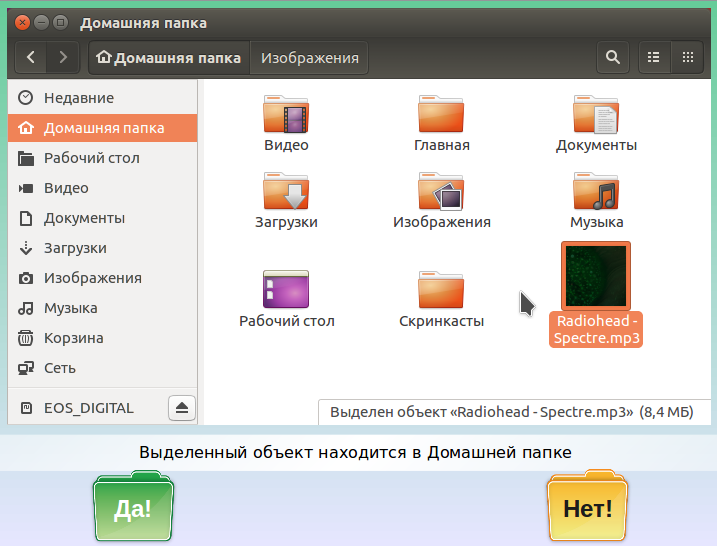 Домашняя папка
Домашняя папка Изображения
Недавние
Домашняя папка
Рабочий стол
Видео
Документы
Загрузки
Изображения
Музыка
Корзина
Сеть
EOS_DIGITAL
Видео Главная Документы
Загрузки Изображения Музыка
Рабочий стол Скринкасты Radiohead -
Spectre.mp3
Выделен объект «Radiohead - Spectre.mp3» (8,4 МБ)
Выделенный объект находится в Домашней папке
Да! Нет!